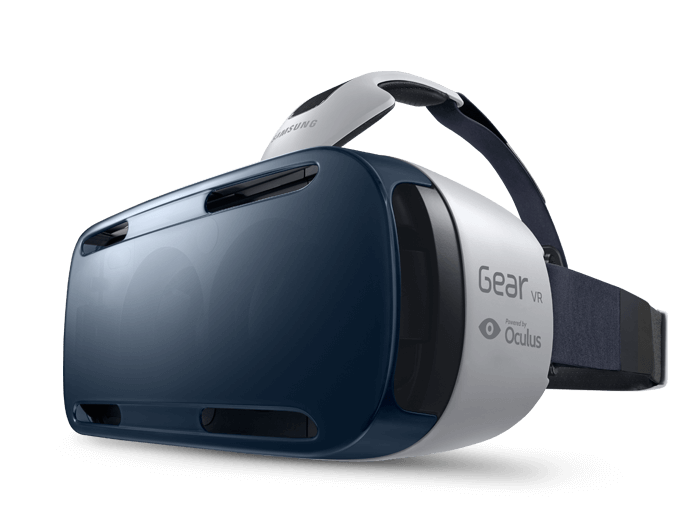 SAMSUNG
Gear VR
Powered by
Oculus